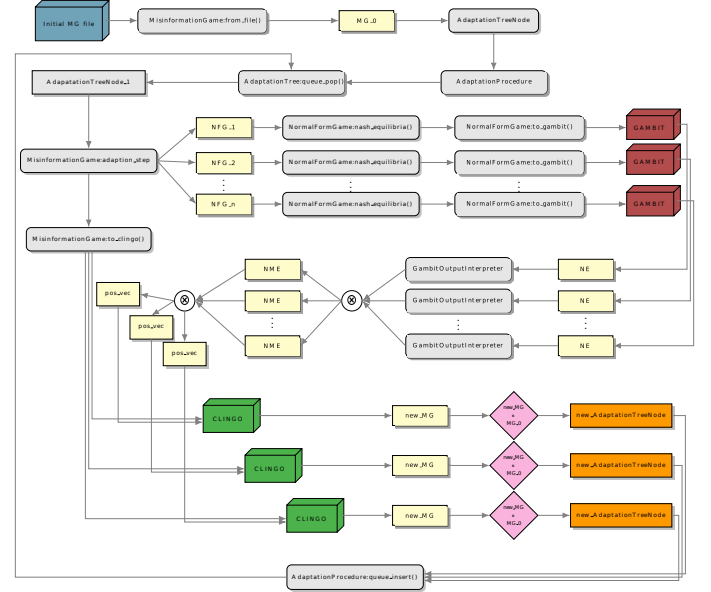 Initial MG file
MisinformationGame:from_file()
MG_0
AdaptationTreeNode
AdapatationTreeNode_1
AdaptationTree:queue_pop()
AdaptationProcedure
MisinformationGame:adaption_step
NFG_1
NormalFormGame:nash_equilibria()
NormalFormGame:to_gambit()
GAMBIT
NFG_2
NormalFormGame:nash_equilibria()
NormalFormGame:to_gambit()
GAMBIT
NFG_n
NormalFormGame:nash_equilibria()
NormalFormGame:to_gambit()
GAMBIT
MisinformationGame:to_clingo()
NME
GambitOutputInterpreter
NE
pos_vec
NME
GambitOutputInterpreter
NE
pos_vec
NME
GambitOutputInterpreter
NE
pos_vec
CLINGO
new_MG
new_MG
MG_0
new_AdaptationTreeNode
CLINGO
new_MG
new_MG
MG_0
new_AdaptationTreeNode
CLINGO
new_MG
new_MG
MG_0
new_AdaptationTreeNode
AdaptationProcedure:queue_insert()